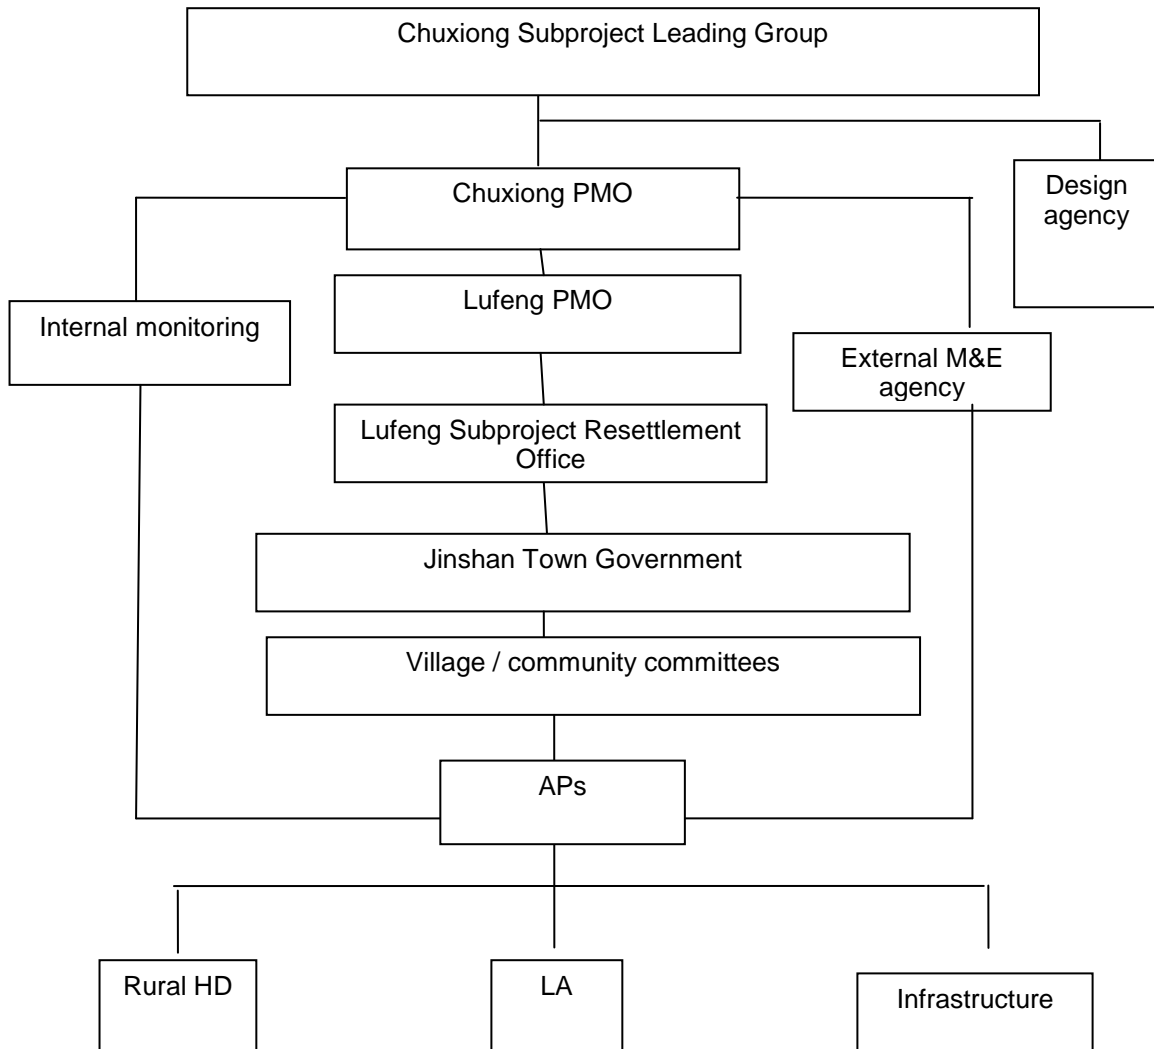 Chuxiong Subproject Leading Group
Chuxiong PMO
Design
agency
Lufeng PMO
Internal monitoring
External M&E
agency
Lufeng Subproject Resettlement
Office
Jinshan Town Government
Village / community committees
APs
Rural HD
LA
Infrastructure